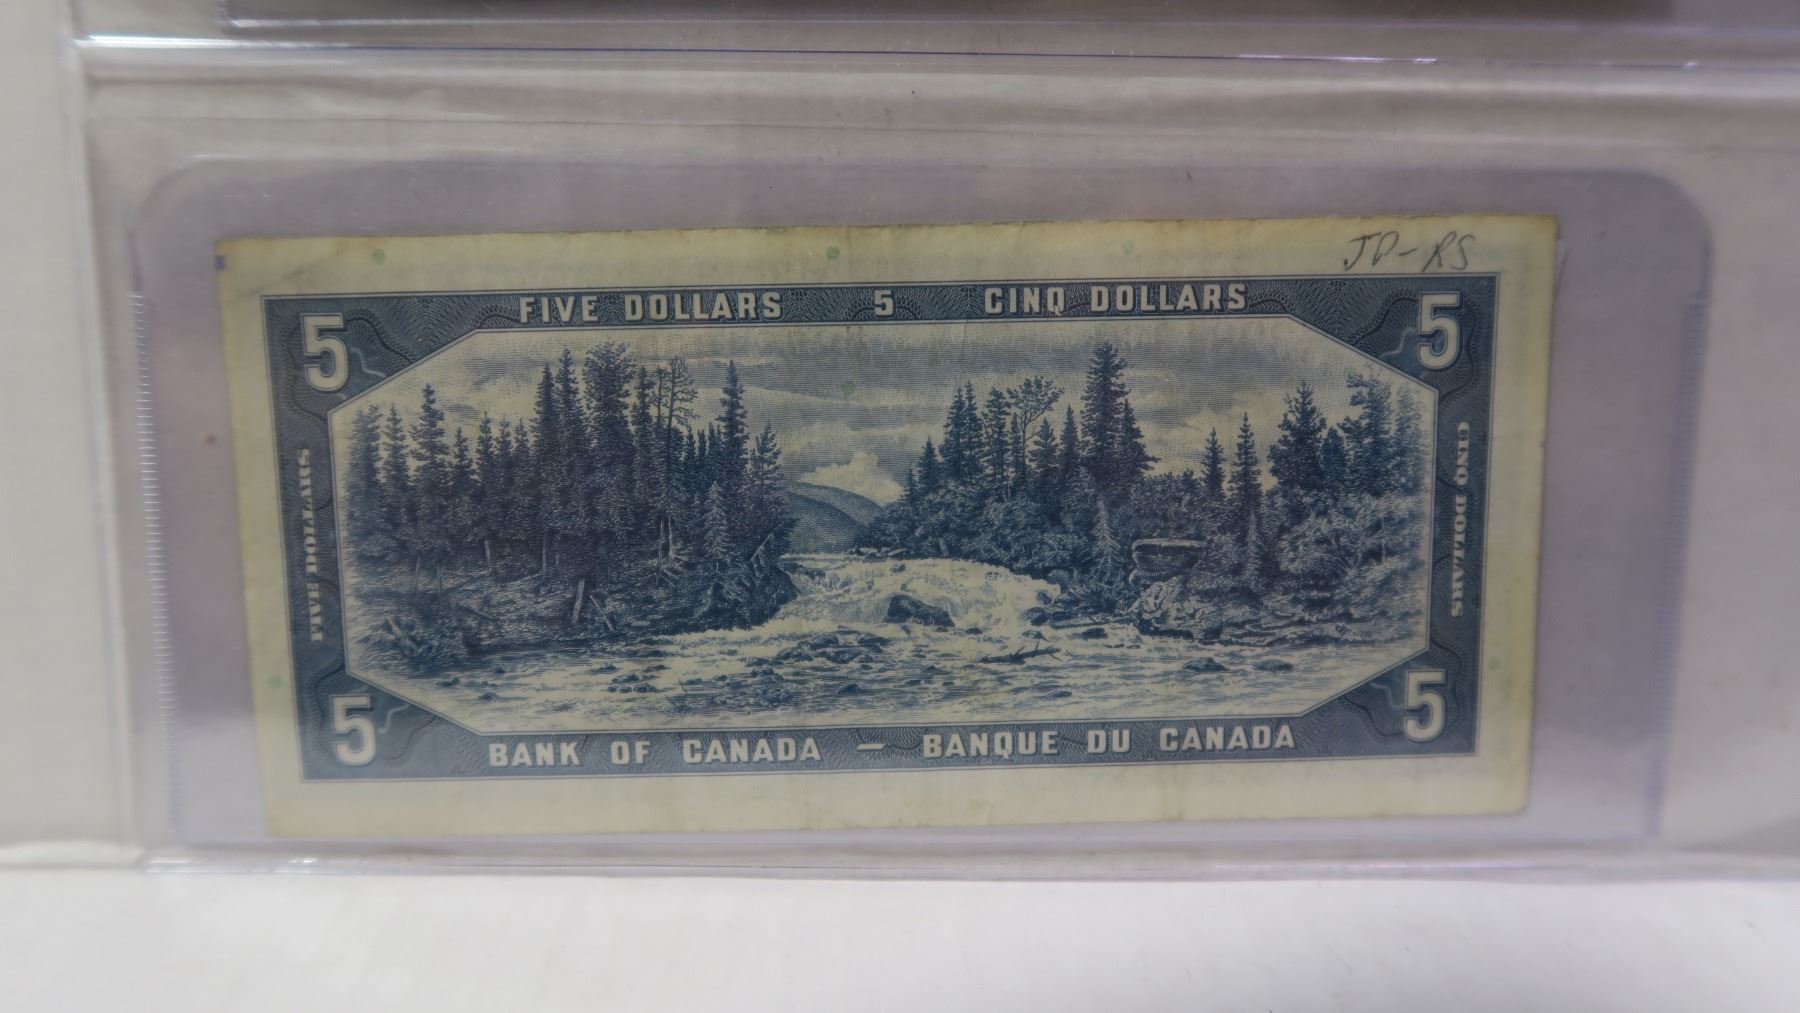 JD-RS
FIVE DOLLARS 5 CINQ DOLLARS
5 5
FIVE DOLLARS
CINQ DOLLARS
5 5
BANK OF CANADA – BANQUE DU CANADA